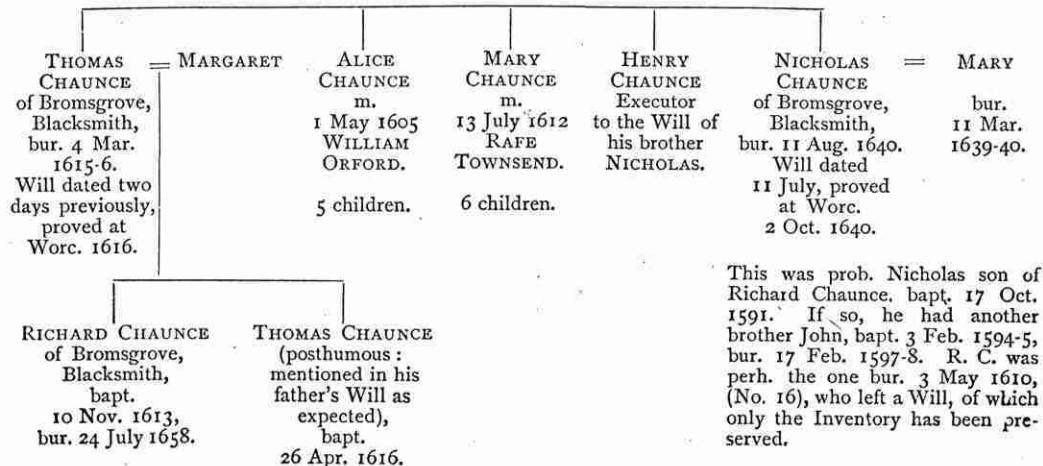 THOMAS
CHAUNCE
of Bromsgrove,
Blacksmith,
bur. 4 Mar.
1615-6.
Will dated two
days previously,
proved at
Worc. 1616.
= MARGARET
ALICE
CHAUNCE
m.
1 May 1605
WILLIAM
ORFORD.
5 children.
MARY
CHAUNCE
m.
13 July 1612
RAFE
TOWNSEND.
6 children.
HENRY
CHAUNCE
Executor
to the Will of
his brother
NICHOLAS.
NICHOLAS
CHAUNCE
of Bromsgrove,
Blacksmith,
bur. 11 Aug. 1640.
Will dated
11 July, proved
at Worc.
2 Oct. 1640.
= MARY
bur.
11 Mar.
1639-40.
RICHARD CHAUNCE
of Bromsgrove,
Blacksmith,
bapt.
10 Nov. 1613,
bur. 24 July 1658.
THOMAS CHAUNCE
(posthumous :
mentioned in his
father's Will as
expected),
bapt.
26 Apr. 1616.
This was prob. Nicholas son of
Richard Chaunce, bapt. 17 Oct.
1591. If so, he had another
brother John, bapt. 3 Feb. 1594-5,
bur. 17 Feb. 1597-8. R. C. was
perh. the one bur. 3 May 1610,
(No. 16), who left a Will, of which
only the Inventory has been pre-
served.